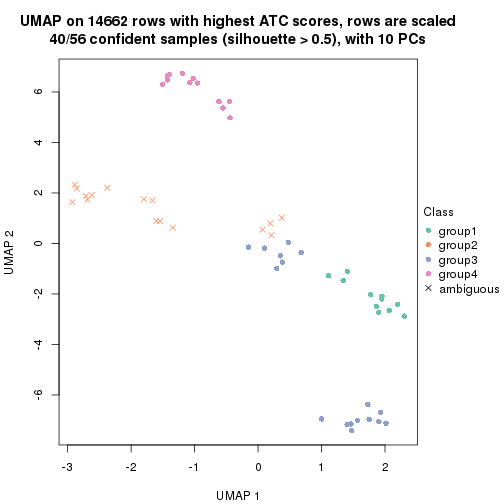 UMAP on 14662 rows with highest ATC scores, rows are scaled
40/56 confident samples (silhouette > 0.5), with 10 PCs
6
4
2
0
-2
-4
-6
UMAP 2
-3
-2
-1
0
1
2
UMAP 1
Class
group1
group2
group3
group4
ambiguous